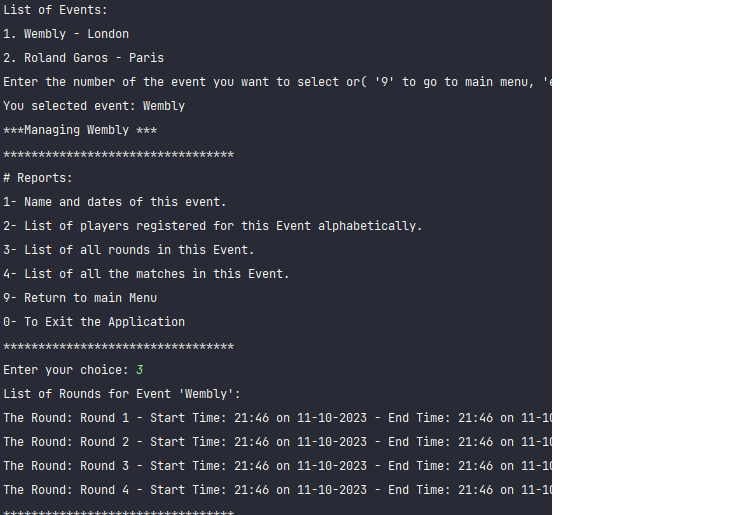 List of Events:
1. Wembly - London
2. Roland Garos - Paris
Enter the number of the event you want to select or( '9' to go to main menu, '
You selected event: Wembly
***Managing Wembly ***
*********************************
# Reports:
1- Name and dates of this event.
2- List of players registered for this Event alphabetically.
3- List of all rounds in this Event.
4- List of all the matches in this Event.
9- Return to main Menu
0- To Exit the Application
*********************************
Enter your choice: 3
List of Rounds for Event 'Wembly':
The Round: Round 1 - Start Time: 21:46 on 11-10-2023 - End Time: 21:46 on 11-10
The Round: Round 2 - Start Time: 21:46 on 11-10-2023 - End Time: 21:46 on 11-10
The Round: Round 3 - Start Time: 21:46 on 11-10-2023 - End Time: 21:46 on 11-10
The Round: Round 4 - Start Time: 21:46 on 11-10-2023 - End Time: 21:46 on 11-10
*********************************